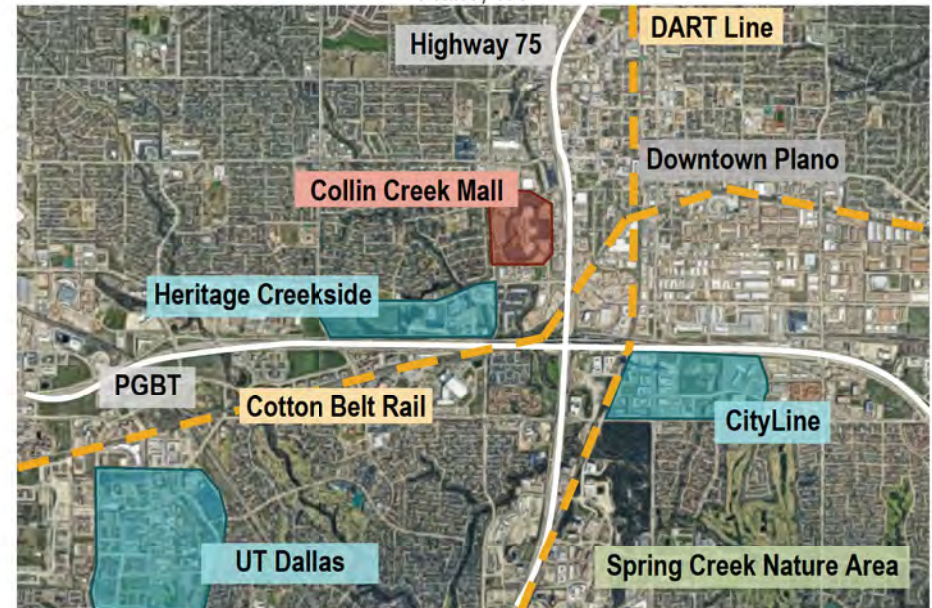 Highway 75
DART Line
Downtown Plano
Collin Creek Mall
Heritage Creekside
PGBT
Cotton Belt Rail
CityLine
UT Dallas
Spring Creek Nature Area